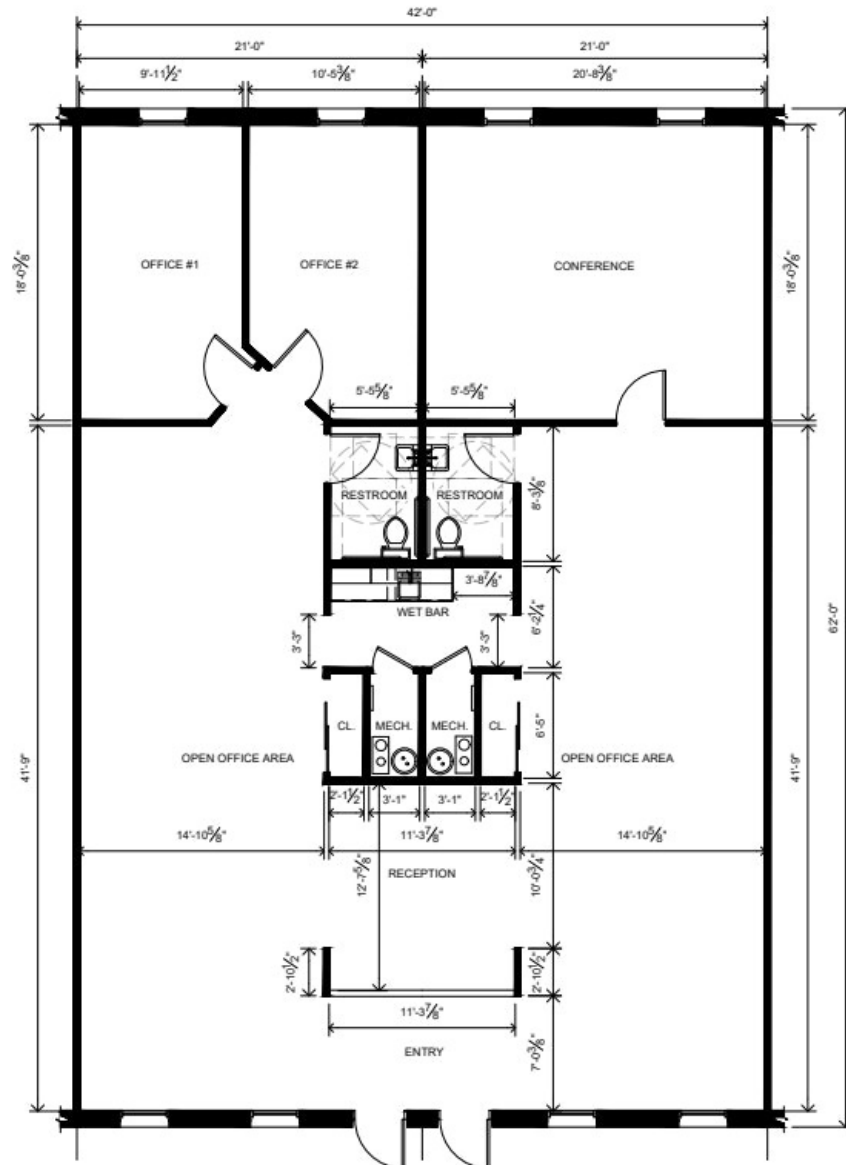 42'-0"
21'-0" 21'-0"
9'-11½" 10'-5⅜" 20'-8⅜"
18'-0⅜"
OFFICE #1 OFFICE #2 CONFERENCE
18'-0⅜"
5'-5⅝" 5'-5⅝"
RESTROOM RESTROOM
8'-3⅜"
3'-8⅞"
WET BAR
6'-2¼"
3'-3" 3'-3"
62'-0"
CL. MECH. MECH. CL.
6'-5"
OPEN OFFICE AREA OPEN OFFICE AREA
41'-9" 41'-9"
2'-1½" 3'-1" 3'-1" 2'-1½"
14'-10⅝" 11'-3⅞" 14'-10⅝"
12'-7⅝"
RECEPTION
10'-0¾"
2'-10½" 2'-10½"
11'-3⅞"
ENTRY
7'-0⅜"